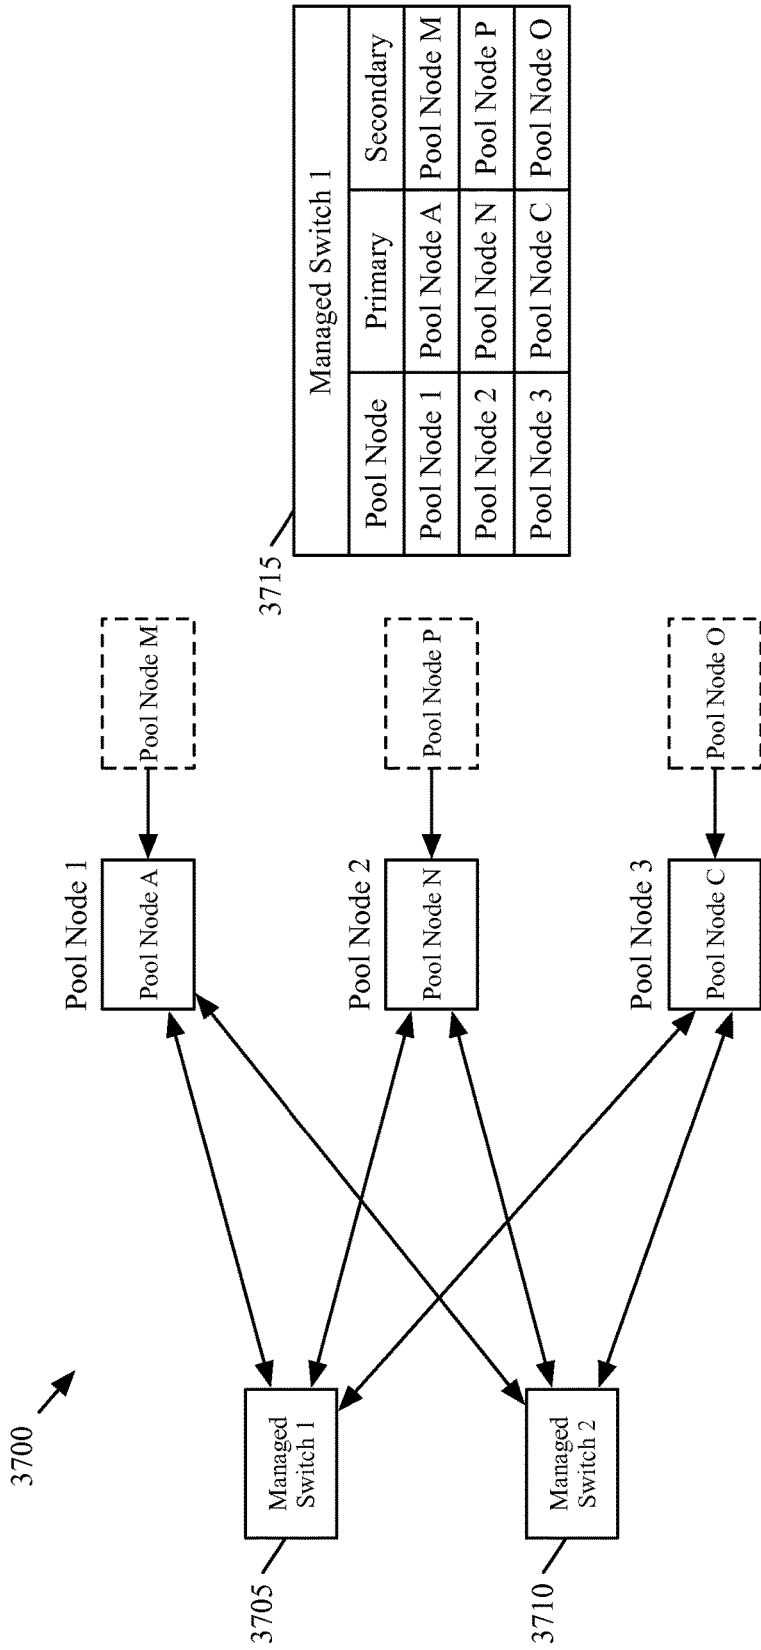 3700
3705
Managed
Switch 1
3710
Managed
Switch 2
Pool Node 1
Pool Node A
Pool Node M
Pool Node 2
Pool Node N
Pool Node P
Pool Node 3
Pool Node C
Pool Node O
3715
Managed Switch 1
Pool Node Primary Secondary
Pool Node 1 Pool Node A Pool Node M
Pool Node 2 Pool Node N Pool Node P
Pool Node 3 Pool Node C Pool Node O